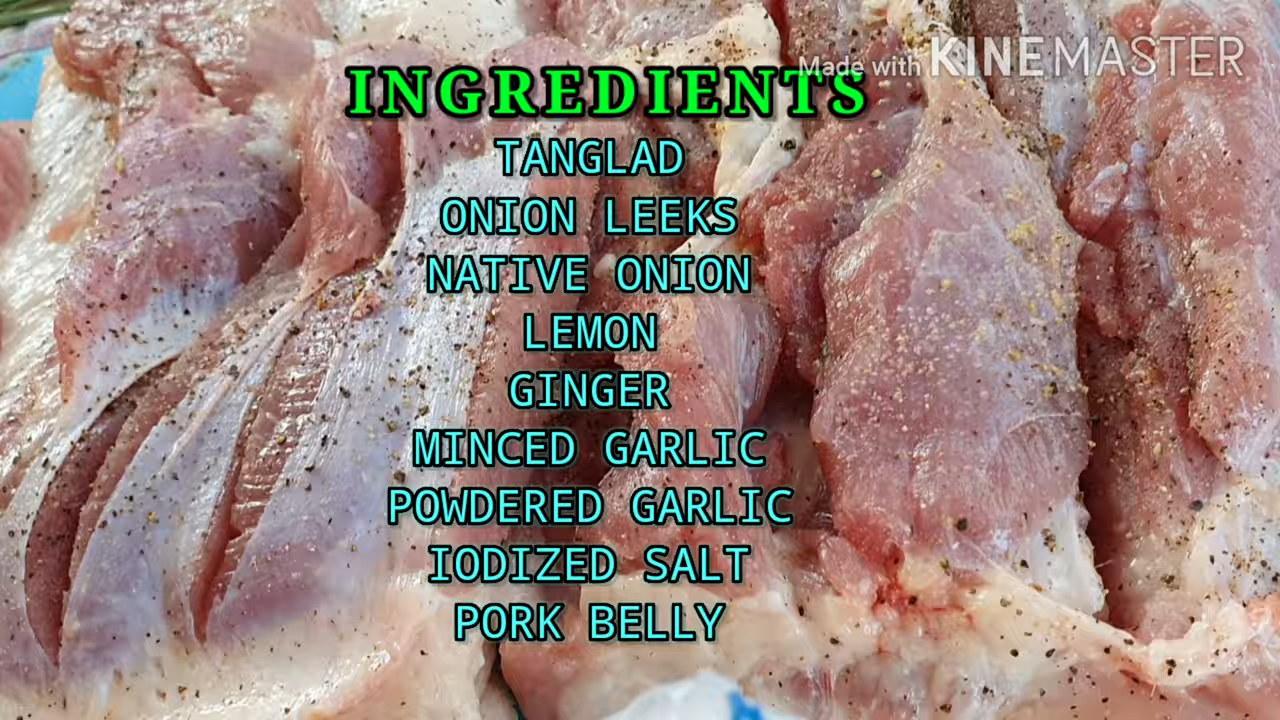 Made with KINEMASTER
INGREDIENTS
TANGLAD
ONION LEEKS
NATIVE ONION
LEMON
GINGER
MINCED GARLIC
POWDERED GARLIC
IODIZED SALT
PORK BELLY